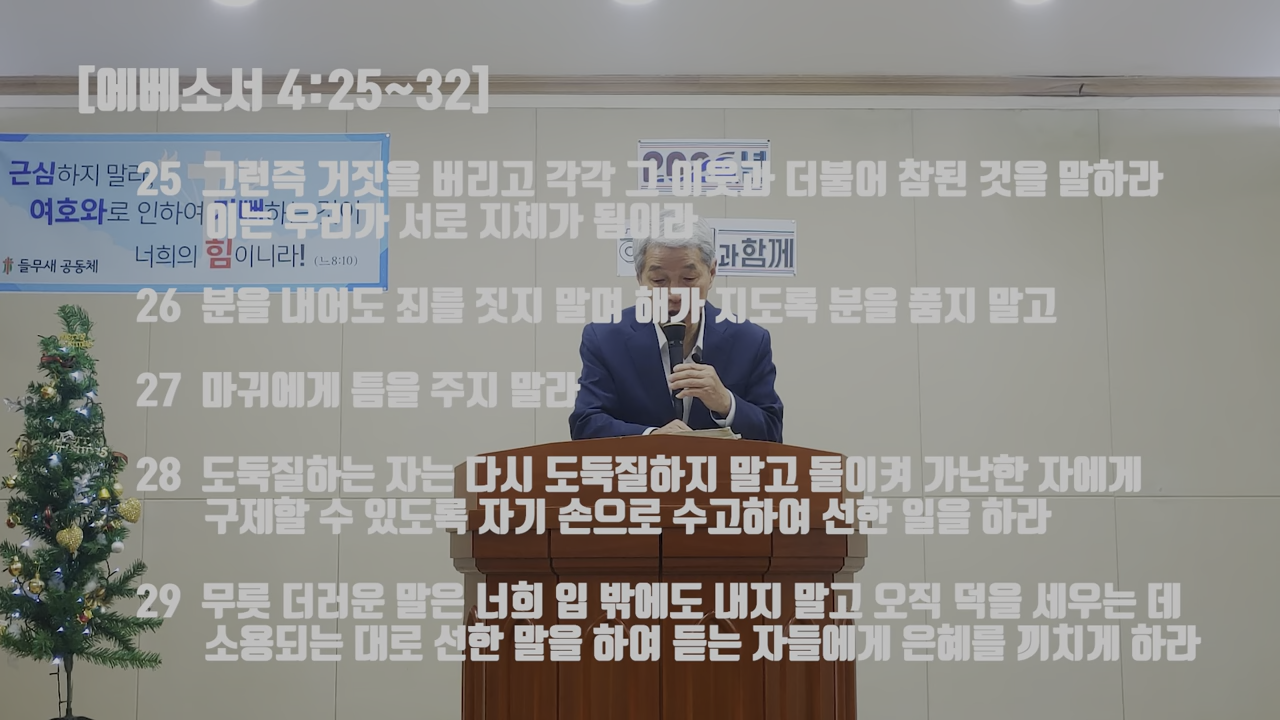 [에베소서 4:25~32]
25 그런즉 거짓을 버리고 각각 그 이웃과 더불어 참된 것을 말하라
이는 우리가 서로 지체가 됨이라
26 분을 내어도 죄를 짓지 말며 해가 지도록 분을 품지 말고
27 마귀에게 틈을 주지 말라
28 도둑질하는 자는 다시 도둑질하지 말고 돌이켜 가난한 자에게
구제할 수 있도록 자기 손으로 수고하여 선한 일을 하라
29 무릇 더러운 말은 너희 입 밖에도 내지 말고 오직 덕을 세우는 데
소용되는 대로 선한 말을 하여 듣는 자들에게 은혜를 끼치게 하라
근심하지 말라
여호와로 인하여
너희의 힘이니라! (느8:10)
들무새 공동체
과 함께